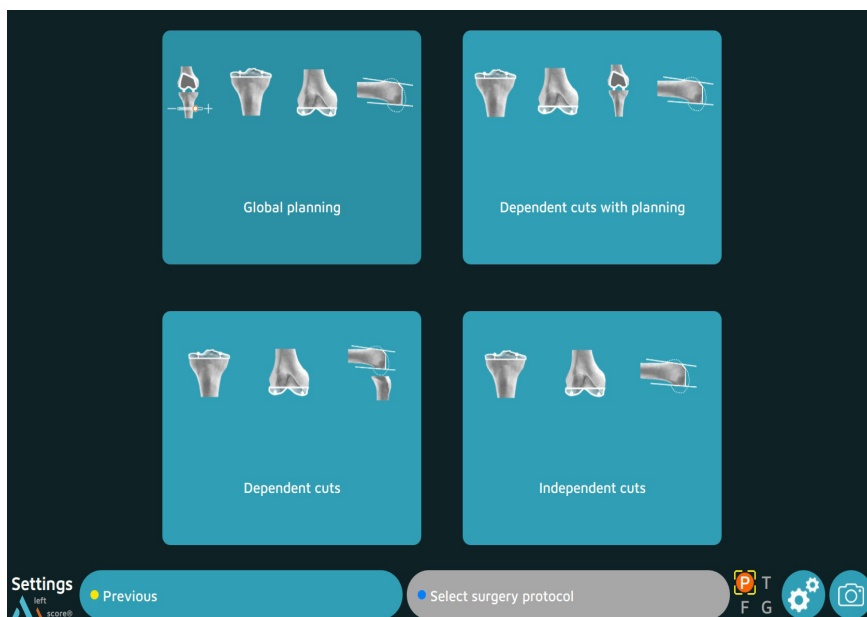 Global planning
Dependent cuts with planning
Dependent cuts
Independent cuts
Settings
left
score®
Previous
Select surgery protocol
P T
F G